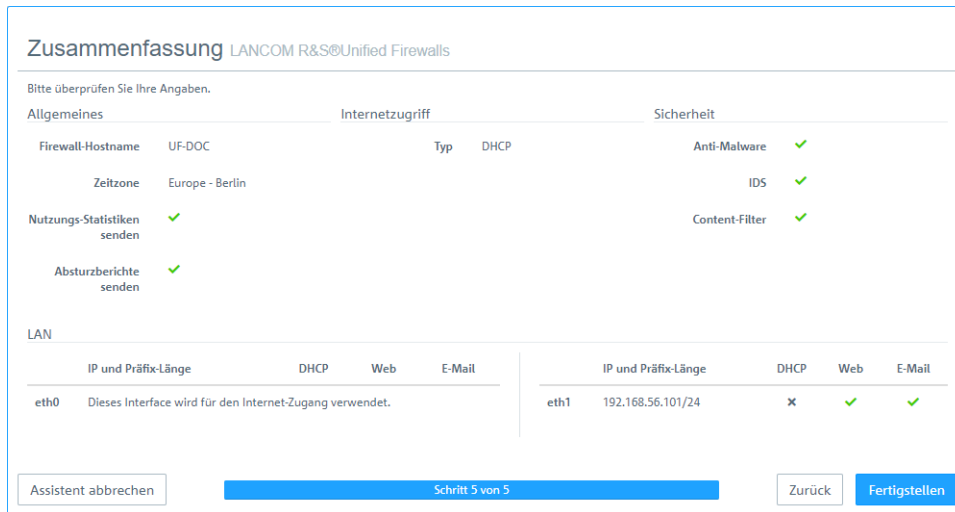 Zusammenfassung LANCOM R&S®Unified Firewalls
Bitte überprüfen Sie Ihre Angaben.
Allgemeines
Firewall-Hostname UF-DOC
Zeitzone Europe - Berlin
Nutzungs-Statistiken
senden
Absturzberichte
senden
Internetzugriff
Typ DHCP
Sicherheit
Anti-Malware
IDS
Content-Filter
LAN
IP und Präfix-Länge DHCP Web E-Mail
eth0 Dieses Interface wird für den Internet-Zugang verwendet.
IP und Präfix-Länge DHCP Web E-Mail
eth1 192.168.56.101/24
Assistent abbrechen
Schritt 5 von 5
Zurück
Fertigstellen